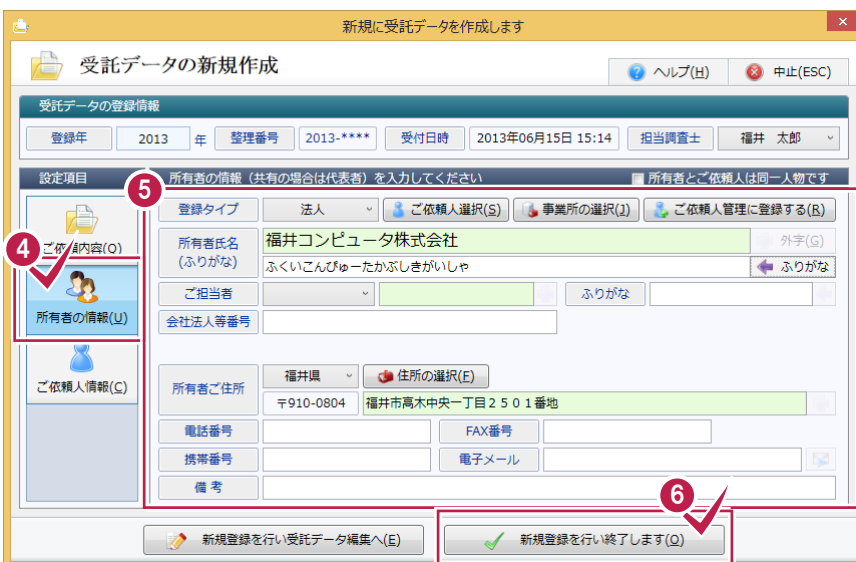 新規に受託データを作成します
受託データの新規作成
ヘルプ(H)
中止(ESC)
受託データの登録情報
登録年 2013 年 整理番号 2013-**** 受付日時 2013年06月15日 15:14 担当調査士 福井 太郎
設定項目
5
所有者の情報（共有の場合は代表者）を入力してください
所有者とご依頼人は同一人物です
登録タイプ 法人 ご依頼人選択(S) 事業所の選択(J) ご依頼人管理に登録する(R)
ご依頼内容(O)
4
所有者氏名 福井コンピュータ株式会社 外字(G)
(ふりがな) ふくいこんぴゅーたかぶしきがいしゃ ふりがな
所有者の情報(U)
ご担当者 ふりがな
会社法人等番号
ご依頼人情報(C)
所有者ご住所 福井県 住所の選択(F)
〒910-0804 福井市高木中央一丁目２５０１番地
電話番号 FAX番号
携帯番号 電子メール
備考
6
新規登録を行い受託データ編集へ(E)
新規登録を行い終了します(O)